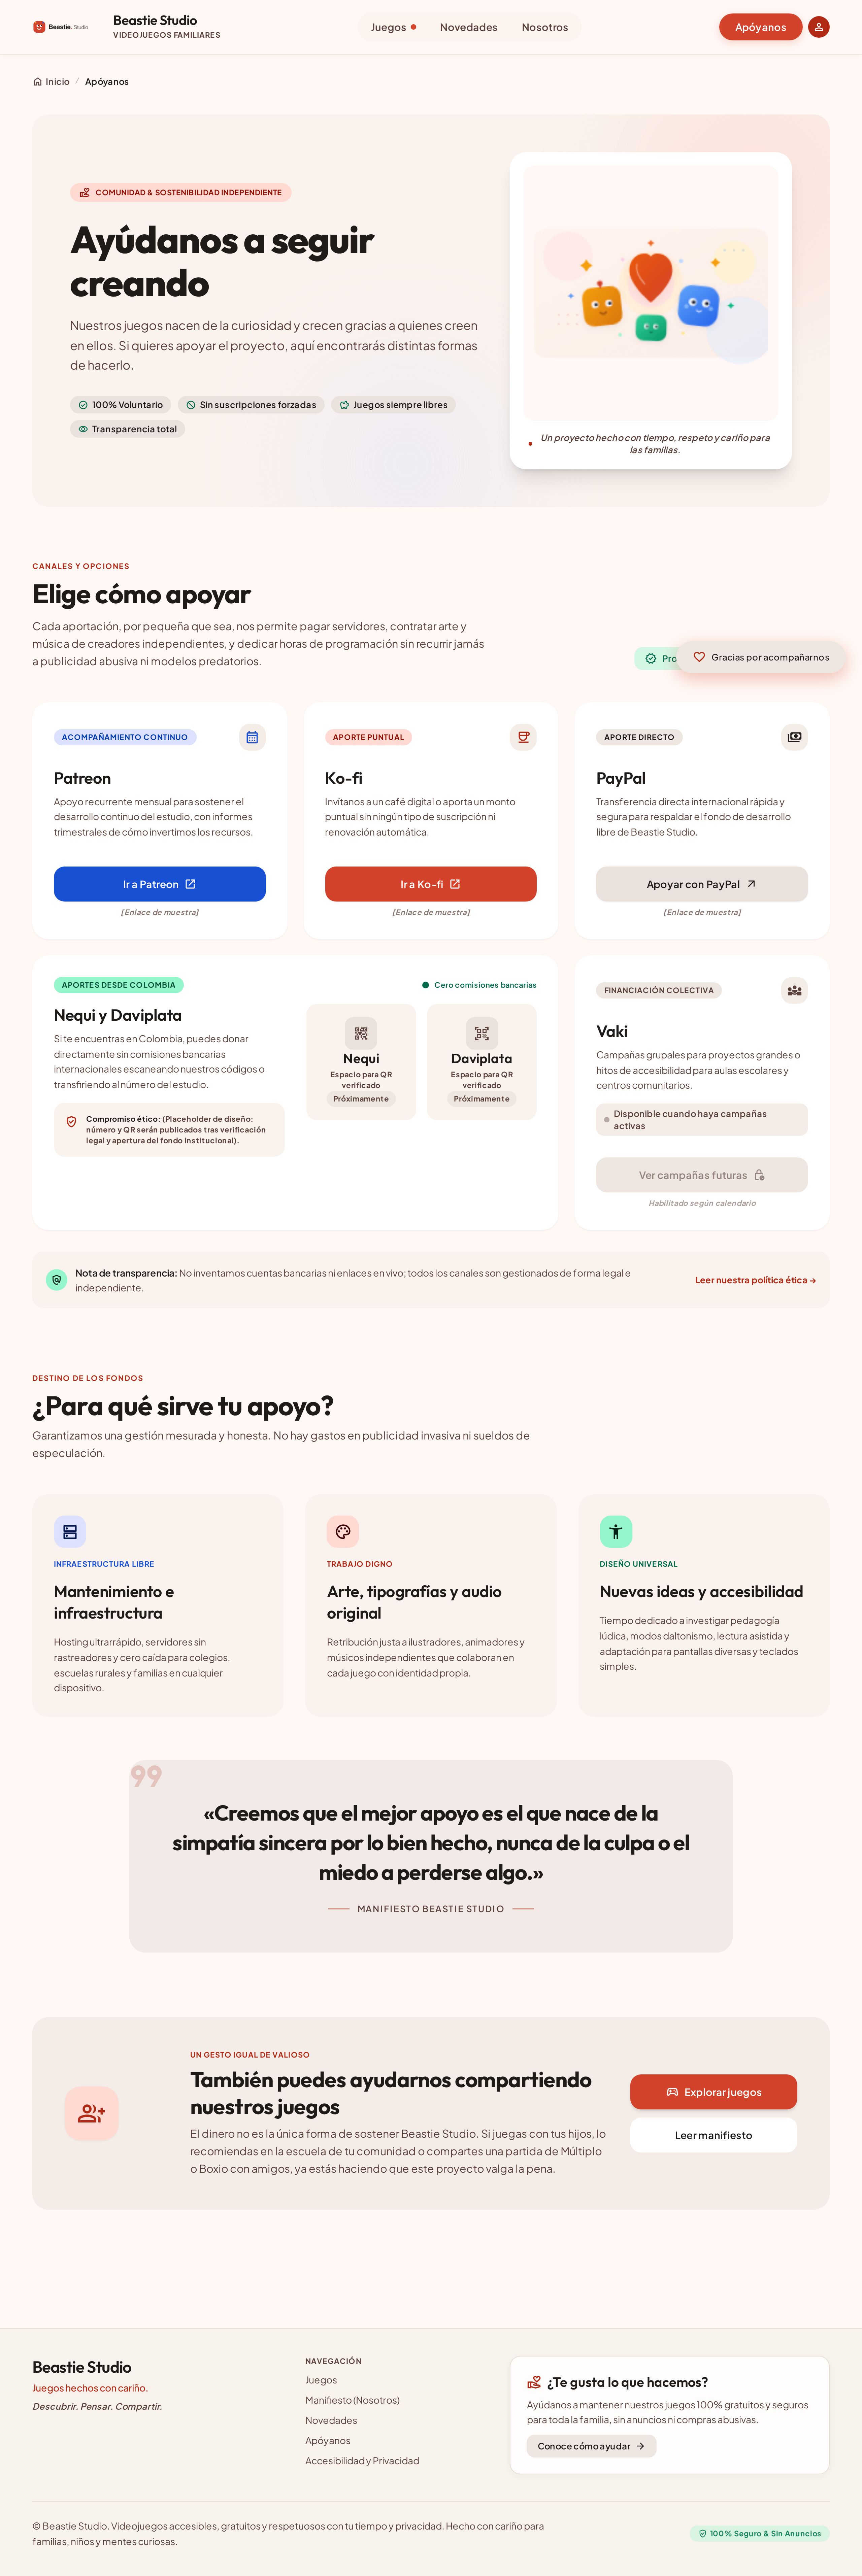 Beastie. Studio
Beastie Studio
VIDEOJUEGOS FAMILIARES
Juegos
Novedades
Nosotros
Apóyanos
Inicio / Apóyanos
COMUNIDAD & SOSTENIBILIDAD INDEPENDIENTE
Ayúdanos a seguir
creando
Nuestros juegos nacen de la curiosidad y crecen gracias a quienes creen
en ellos. Si quieres apoyar el proyecto, aquí encontrarás distintas formas
de hacerlo.
100% Voluntario
Sin suscripciones forzadas
Juegos siempre libres
Transparencia total
Un proyecto hecho con tiempo, respeto y cariño para
las familias.
CANALES Y OPCIONES
Elige cómo apoyar
Cada aportación, por pequeña que sea, nos permite pagar servidores, contratar arte y
música de creadores independientes, y dedicar horas de programación sin recurrir jamás
a publicidad abusiva ni modelos predatorios.
Gracias por acompañarnos
ACOMPAÑAMIENTO CONTINUO
Patreon
Apoyo recurrente mensual para sostener el
desarrollo continuo del estudio, con informes
trimestrales de cómo invertimos los recursos.
Ir a Patreon
[Enlace de muestra]
APORTE PUNTUAL
Ko-fi
Invítanos a un café digital o aporta un monto
puntual sin ningún tipo de suscripción ni
renovación automática.
Ir a Ko-fi
[Enlace de muestra]
APORTE DIRECTO
PayPal
Transferencia directa internacional rápida y
segura para respaldar el fondo de desarrollo
libre de Beastie Studio.
Apoyar con PayPal
[Enlace de muestra]
APORTES DESDE COLOMBIA
Nequi y Daviplata
Si te encuentras en Colombia, puedes donar
directamente sin comisiones bancarias
internacionales escaneando nuestros códigos o
transfiriendo al número del estudio.
Compromiso ético: (Placeholder de diseño:
número y QR serán publicados tras verificación
legal y apertura del fondo institucional).
Cero comisiones bancarias
Nequi
Espacio para QR
verificado
Próximamente
Daviplata
Espacio para QR
verificado
Próximamente
FINANCIACIÓN COLECTIVA
Vaki
Campañas grupales para proyectos grandes o
hitos de accesibilidad para aulas escolares y
centros comunitarios.
Disponible cuando haya campañas
activas
Ver campañas futuras
Habilitado según calendario
Nota de transparencia: No inventamos cuentas bancarias ni enlaces en vivo; todos los canales son gestionados de forma legal e
independiente.
Leer nuestra política ética →
DESTINO DE LOS FONDOS
¿Para qué sirve tu apoyo?
Garantizamos una gestión mesurada y honesta. No hay gastos en publicidad invasiva ni sueldos de
especulación.
INFRAESTRUCTURA LIBRE
Mantenimiento e
infraestructura
Hosting ultrarrápido, servidores sin
rastreadores y cero caída para colegios,
escuelas rurales y familias en cualquier
dispositivo.
TRABAJO DIGNO
Arte, tipografías y audio
original
Retribución justa a ilustradores, animadores y
músicos independientes que colaboran en
cada juego con identidad propia.
DISEÑO UNIVERSAL
Nuevas ideas y accesibilidad
Tiempo dedicado a investigar pedagogía
lúdica, modos daltonismo, lectura asistida y
adaptación para pantallas diversas y teclados
simples.
«Creemos que el mejor apoyo es el que nace de la
simpatía sincera por lo bien hecho, nunca de la culpa o el
miedo a perderse algo.»
MANIFIESTO BEASTIE STUDIO
UN GESTO IGUAL DE VALIOSO
También puedes ayudarnos compartiendo
nuestros juegos
El dinero no es la única forma de sostener Beastie Studio. Si juegas con tus hijos, lo
recomiendas en la escuela de tu comunidad o compartes una partida de Múltiplo
o Boxio con amigos, ya estás haciendo que este proyecto valga la pena.
Explorar juegos
Leer manifiesto
Beastie Studio
Juegos hechos con cariño.
Descubrir. Pensar. Compartir.
NAVEGACIÓN
Juegos
Manifiesto (Nosotros)
Novedades
Apóyanos
Accesibilidad y Privacidad
¿Te gusta lo que hacemos?
Ayúdanos a mantener nuestros juegos 100% gratuitos y seguros
para toda la familia, sin anuncios ni compras abusivas.
Conoce cómo ayudar →
© Beastie Studio. Videojuegos accesibles, gratuitos y respetuosos con tu tiempo y privacidad. Hecho con cariño para
familias, niños y mentes curiosas.
100% Seguro & Sin Anuncios